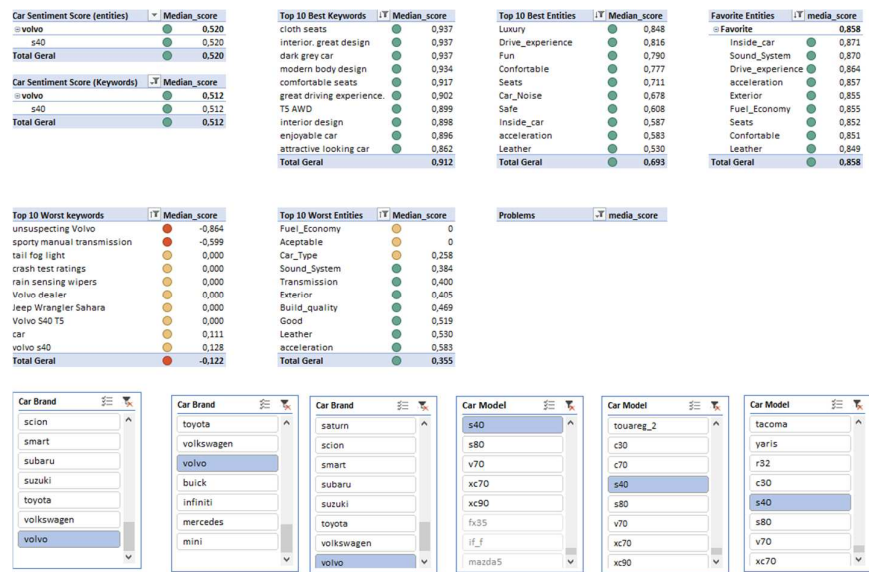 Car Sentiment Score (entities) Median_score
volvo 0,520
s40 0,520
Total Geral 0,520
Car Sentiment Score (Keywords) Median_score
volvo 0,512
s40 0,512
Total Geral 0,512
Top 10 Best Keywords Median_score
cloth seats 0,937
interior. great design 0,937
dark grey car 0,937
modern body design 0,934
comfortable seats 0,917
great driving experience. 0,902
T5 AWD 0,899
interior design 0,898
enjoyable car 0,896
attractive looking car 0,862
Total Geral 0,912
Top 10 Best Entities Median_score
Luxury 0,848
Drive_experience 0,816
Fun 0,790
Confortable 0,777
Seats 0,711
Car_Noise 0,678
Safe 0,608
Inside_car 0,587
acceleration 0,583
Leather 0,530
Total Geral 0,693
Favorite Entities media_score
Favorite 0,858
Inside_car 0,871
Sound_System 0,870
Drive_experience 0,864
acceleration 0,857
Exterior 0,855
Fuel_Economy 0,855
Seats 0,852
Confortable 0,851
Leather 0,849
Total Geral 0,858
Top 10 Worst keywords Median_score
unsuspecting Volvo -0,864
sporty manual transmission -0,599
tail fog light 0,000
crash test ratings 0,000
rain sensing wipers 0,000
Volvo dealer 0,000
Jeep Wrangler Sahara 0,000
Volvo S40 T5 0,000
car 0,111
volvo s40 0,128
Total Geral -0,122
Top 10 Worst Entities Median_score
Fuel_Economy 0
Aceptable 0
Car_Type 0,258
Sound_System 0,384
Transmission 0,400
Exterior 0,405
Build_quality 0,469
Good 0,519
Leather 0,530
acceleration 0,583
Total Geral 0,355
Problems media_score
Car Brand
scion
smart
subaru
suzuki
toyota
volkswagen
volvo
Car Brand
toyota
volkswagen
volvo
buick
infiniti
mercedes
mini
Car Brand
saturn
scion
smart
subaru
suzuki
toyota
volkswagen
volvo
Car Model
s40
s80
v70
xc70
xc90
fx35
if_f
mazda5
Car Model
touareg_2
c30
c70
s40
s80
v70
xc70
xc90
Car Model
tacoma
yaris
r32
c30
s40
s80
v70
xc70